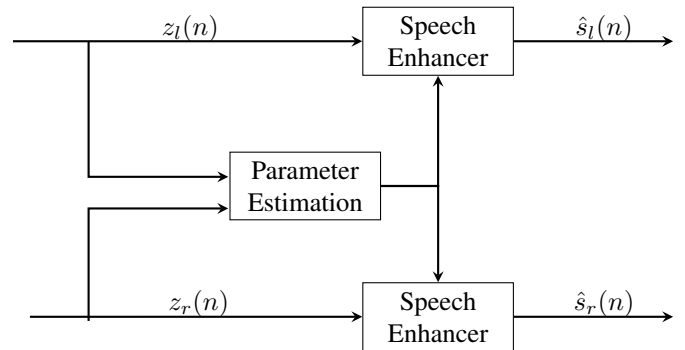 z_l(n)
Speech
Enhancer
ŝ_l(n)
Parameter
Estimation
z_r(n)
Speech
Enhancer
ŝ_r(n)